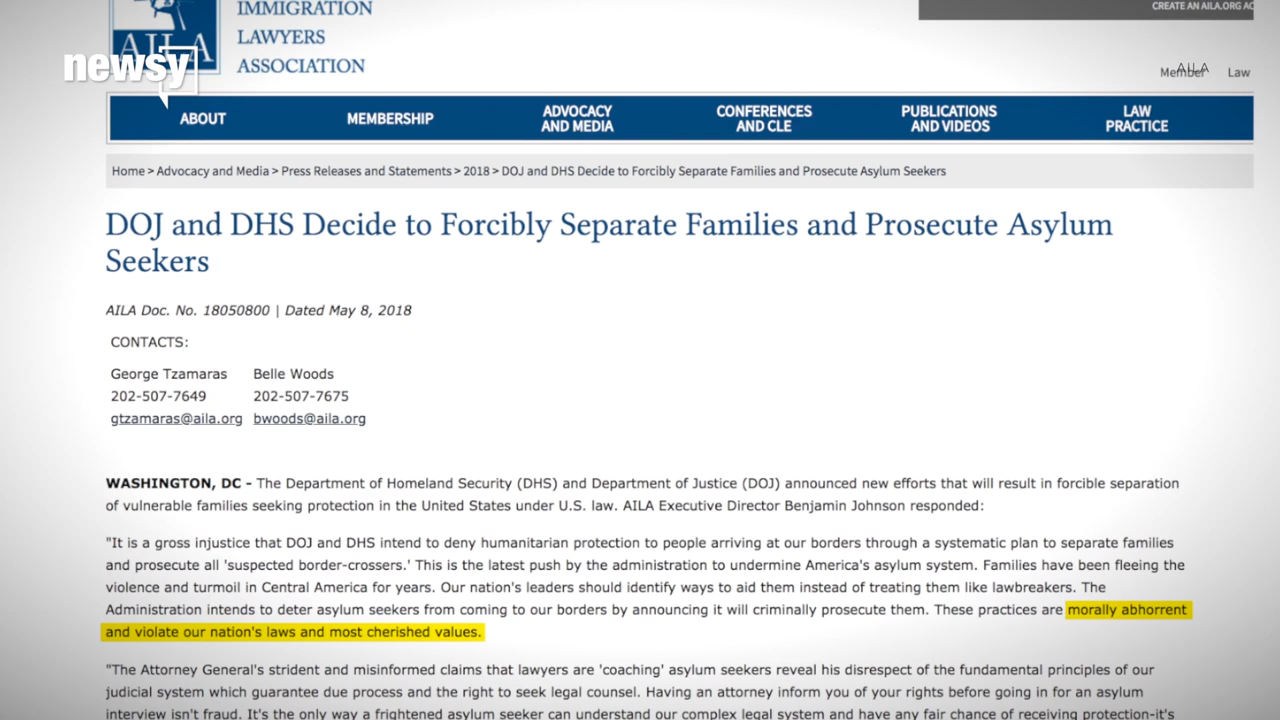 IMMIGRATION
LAWYERS
ASSOCIATION
AILA
newsy
CREATE AN AILA.ORG AC
AILA
Member Law
ABOUT
MEMBERSHIP
ADVOCACY
AND MEDIA
CONFERENCES
AND CLE
PUBLICATIONS
AND VIDEOS
LAW
PRACTICE
Home > Advocacy and Media > Press Releases and Statements > 2018 > DOJ and DHS Decide to Forcibly Separate Families and Prosecute Asylum Seekers
DOJ and DHS Decide to Forcibly Separate Families and Prosecute Asylum
Seekers
AILA Doc. No. 18050800 | Dated May 8, 2018
CONTACTS:
George Tzamaras Belle Woods
202-507-7649 202-507-7675
gtzamaras@aila.org bwoods@aila.org
WASHINGTON, DC - The Department of Homeland Security (DHS) and Department of Justice (DOJ) announced new efforts that will result in forcible separation
of vulnerable families seeking protection in the United States under U.S. law. AILA Executive Director Benjamin Johnson responded:
"It is a gross injustice that DOJ and DHS intend to deny humanitarian protection to people arriving at our borders through a systematic plan to separate families
and prosecute all 'suspected border-crossers.' This is the latest push by the administration to undermine America's asylum system. Families have been fleeing the
violence and turmoil in Central America for years. Our nation's leaders should identify ways to aid them instead of treating them like lawbreakers. The
Administration intends to deter asylum seekers from coming to our borders by announcing it will criminally prosecute them. These practices are morally abhorrent
and violate our nation's laws and most cherished values.
"The Attorney General's strident and misinformed claims that lawyers are 'coaching' asylum seekers reveal his disrespect of the fundamental principles of our
judicial system which guarantee due process and the right to seek legal counsel. Having an attorney inform you of your rights before going in for an asylum
interview isn't fraud. It's the only way a frightened asylum seeker can understand our complex legal system and have any fair chance of receiving protection-it's